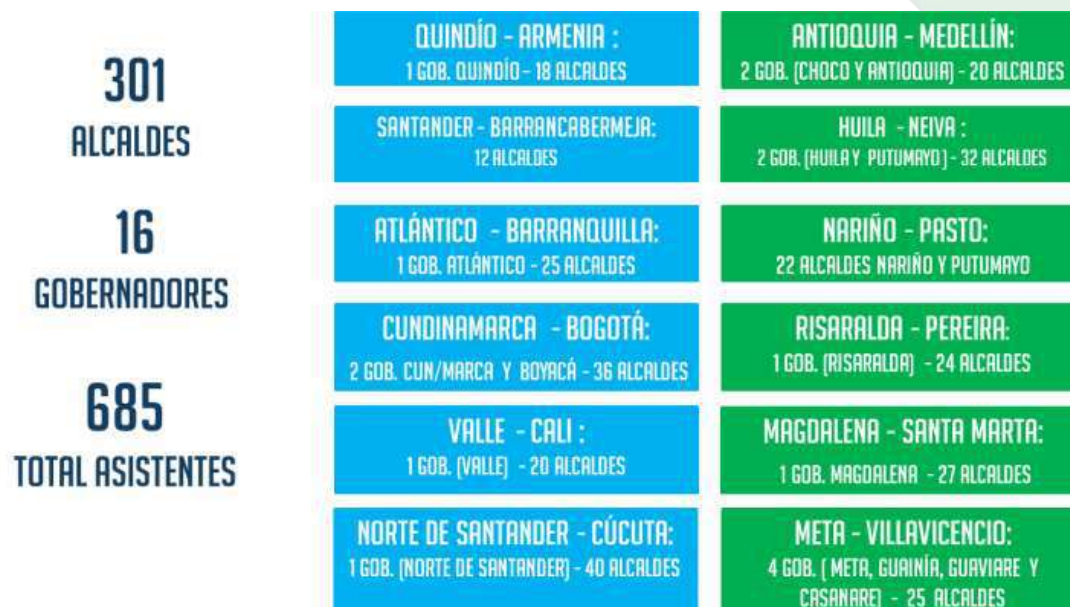 301
ALCALDES
16
GOBERNADORES
685
TOTAL ASISTENTES
QUINDÍO - ARMENIA :
1 GOB. QUINDÍO - 18 ALCALDES
SANTANDER - BARRANCABERMEJA:
12 ALCALDES
ATLÁNTICO - BARRANQUILLA:
1 GOB. ATLÁNTICO - 25 ALCALDES
CUNDINAMARCA - BOGOTÁ:
2 GOB. CUN/MARCA Y BOYACÁ - 36 ALCALDES
VALLE - CALI :
1 GOB. (VALLE) - 20 ALCALDES
NORTE DE SANTANDER - CÚCUTA:
1 GOB. (NORTE DE SANTANDER) - 40 ALCALDES
ANTIOQUIA - MEDELLÍN:
2 GOB. (CHOCO Y ANTIOQUIA) - 20 ALCALDES
HUILA - NEIVA :
2 GOB. (HUILA Y PUTUMAYO) - 32 ALCALDES
NARIÑO - PASTO:
22 ALCALDES NARIÑO Y PUTUMAYO
RISARALDA - PEREIRA:
1 GOB. (RISARALDA) - 24 ALCALDES
MAGDALENA - SANTA MARTA:
1 GOB. MAGDALENA - 27 ALCALDES
META - VILLAVICENCIO:
4 GOB. ( META, GUAINÍA, GUAVIARE Y
CASANARE) - 25 ALCALDES